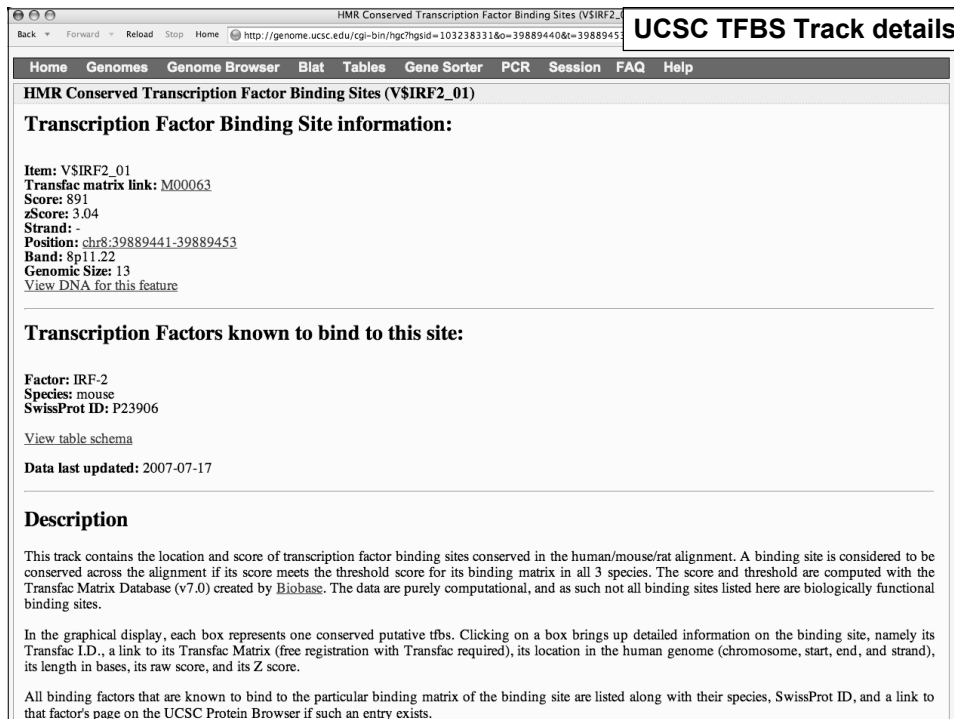 HMR Conserved Transcription Factor Binding Sites (V$IRF2_0
UCSC TFBS Track details
Back Forward Reload Stop Home http://genome.ucsc.edu/cgi-bin/hgc?hgsid=103238331&o=39889440&t=39889453
Home Genomes Genome Browser Blat Tables Gene Sorter PCR Session FAQ Help
HMR Conserved Transcription Factor Binding Sites (V$IRF2_01)
Transcription Factor Binding Site information:
Item: V$IRF2_01
Transfac matrix link: M00063
Score: 891
zScore: 3.04
Strand: -
Position: chr8:39889441-39889453
Band: 8p11.22
Genomic Size: 13
View DNA for this feature
Transcription Factors known to bind to this site:
Factor: IRF-2
Species: mouse
SwissProt ID: P23906
View table schema
Data last updated: 2007-07-17
Description
This track contains the location and score of transcription factor binding sites conserved in the human/mouse/rat alignment. A binding site is considered to be
conserved across the alignment if its score meets the threshold score for its binding matrix in all 3 species. The score and threshold are computed with the
Transfac Matrix Database (v7.0) created by Biobase. The data are purely computational, and as such not all binding sites listed here are biologically functional
binding sites.
In the graphical display, each box represents one conserved putative tfbs. Clicking on a box brings up detailed information on the binding site, namely its
Transfac I.D., a link to its Transfac Matrix (free registration with Transfac required), its location in the human genome (chromosome, start, end, and strand),
its length in bases, its raw score, and its Z score.
All binding factors that are known to bind to the particular binding matrix of the binding site are listed along with their species, SwissProt ID, and a link to
that factor's page on the UCSC Protein Browser if such an entry exists.